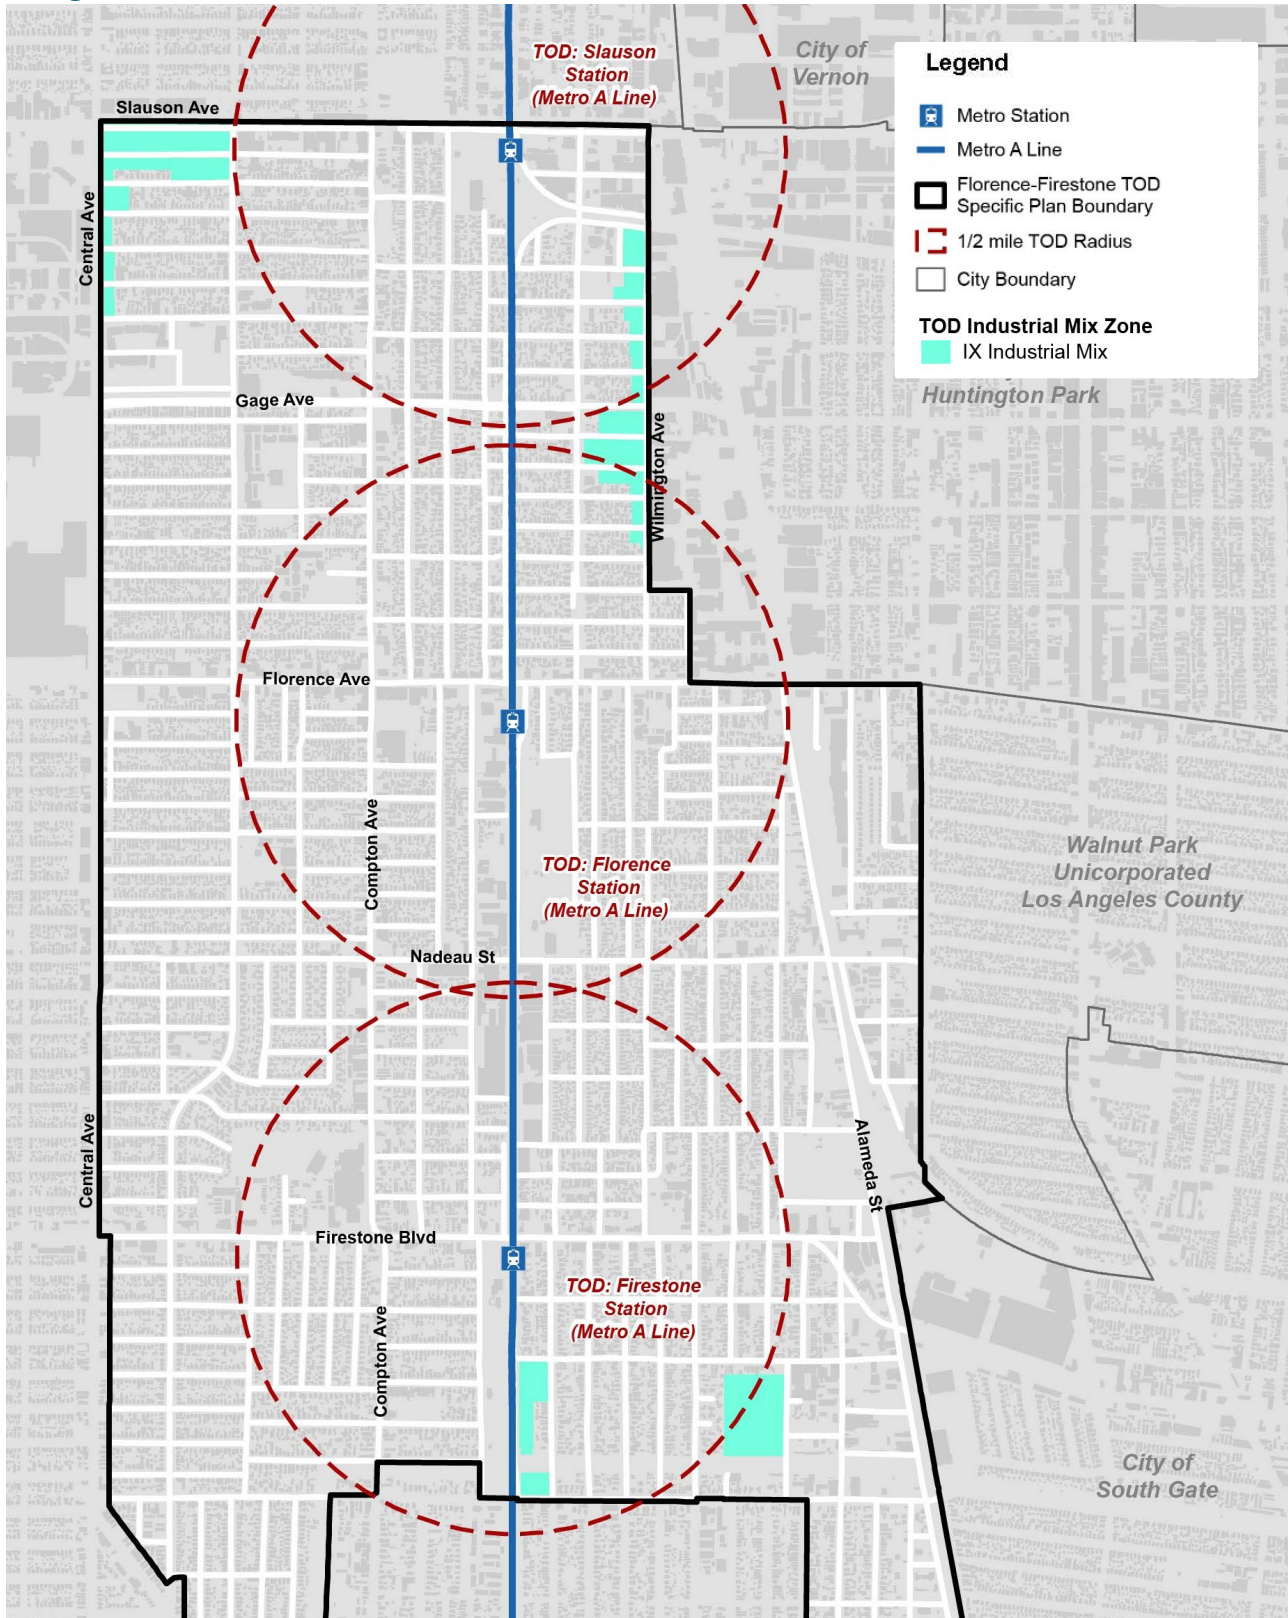 TOD: Slauson
Station
(Metro A Line)
City of
Vernon
Legend
Metro Station
Metro A Line
Florence-Firestone TOD
Specific Plan Boundary
1/2 mile TOD Radius
City Boundary
TOD Industrial Mix Zone
IX Industrial Mix
Slauson Ave
Central Ave
Huntington Park
Gage Ave
Wilmington Ave
Florence Ave
Compton Ave
TOD: Florence
Station
(Metro A Line)
Walnut Park
Unicorporated
Los Angeles County
Nadeau St
Central Ave
Alameda St
Firestone Blvd
TOD: Firestone
Station
(Metro A Line)
Compton Ave
City of
South Gate